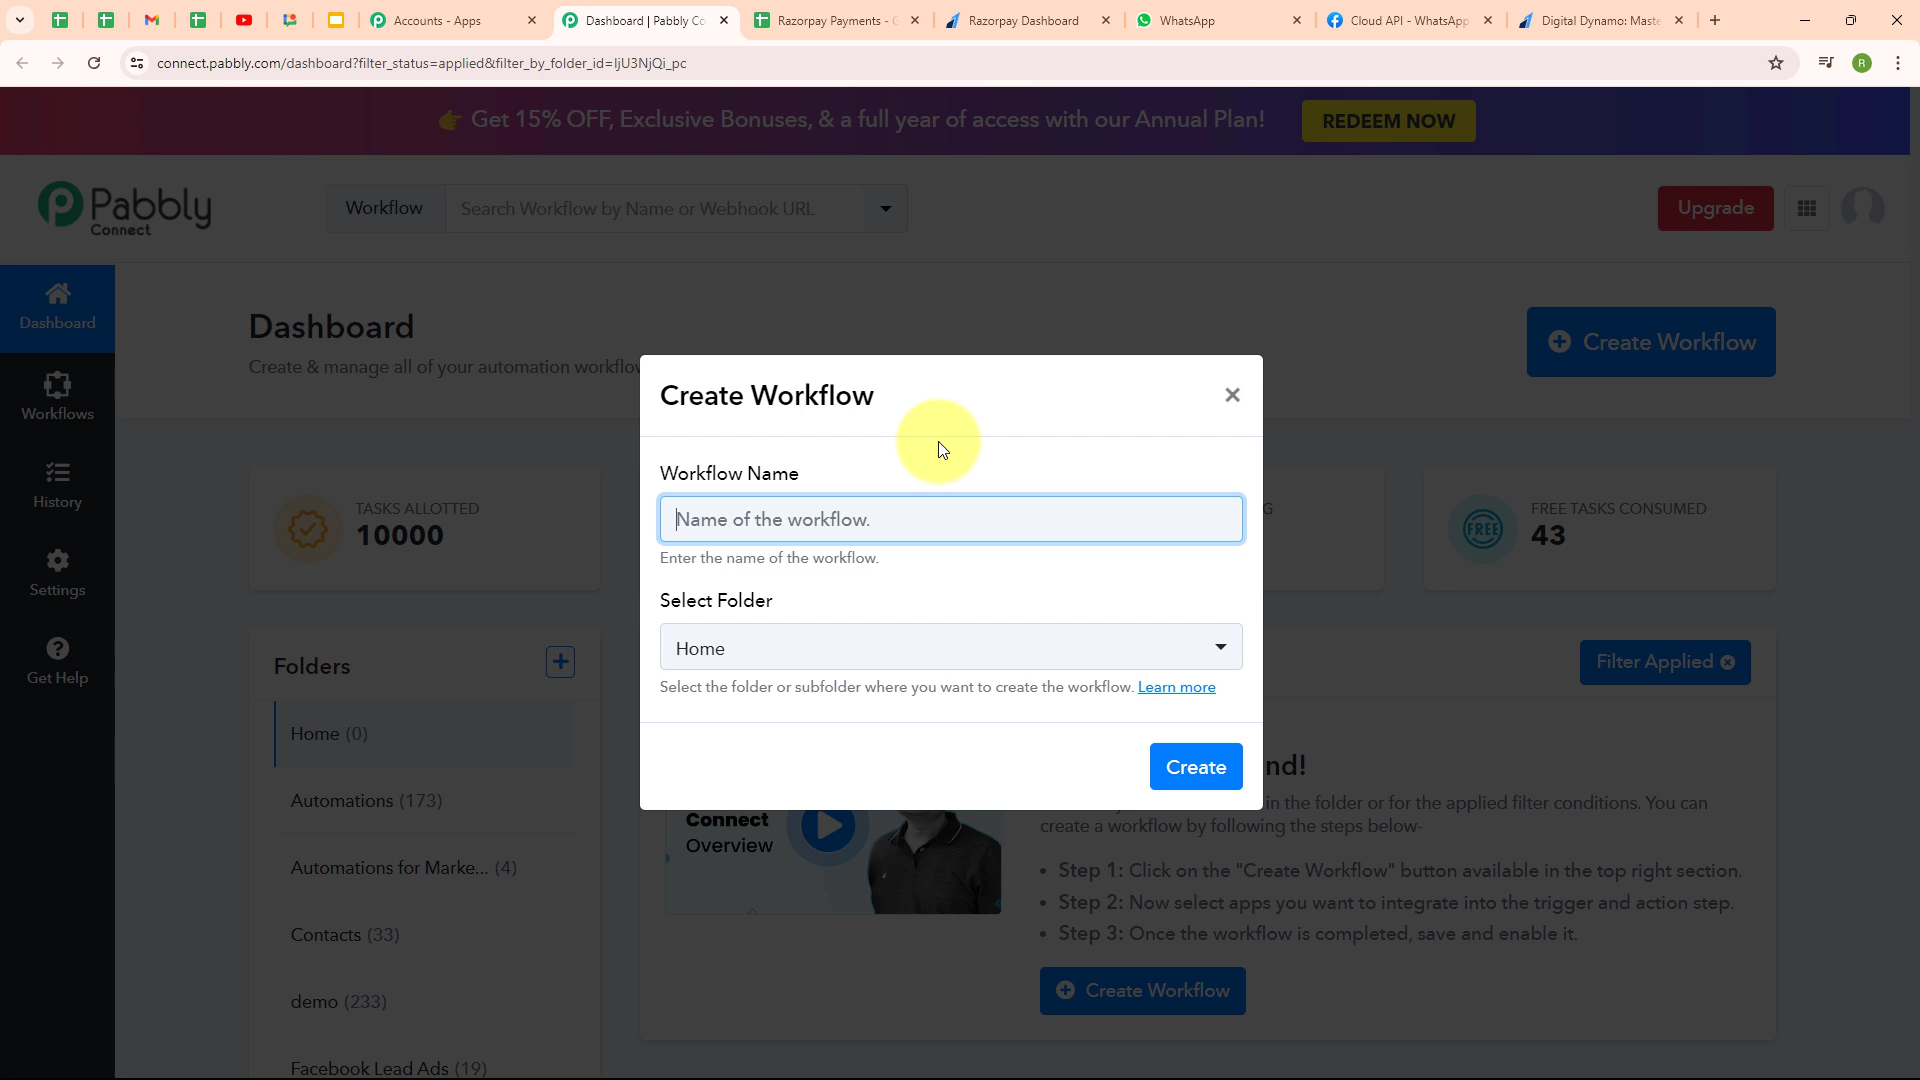 Accounts - Apps
Dashboard | Pabbly Co
Razorpay Payments - G
Razorpay Dashboard
WhatsApp
Cloud API - WhatsApp
Digital Dynamo: Maste
connect.pabbly.com/dashboard?filter_status=applied&filter_by_folder_id=IjU3NjQi_pc
R
Get 15% OFF, Exclusive Bonuses, & a full year of access with our Annual Plan!
REDEEM NOW
Pabbly
Connect
Workflow
Search Workflow by Name or Webhook URL
Upgrade
Dashboard
Workflows
History
Settings
Get Help
Dashboard
Create & manage all of your automation workflow
Create Workflow
TASKS ALLOTTED
10000
G
FREE
FREE TASKS CONSUMED
43
Folders
Home (0)
Automations (173)
Automations for Marke... (4)
Contacts (33)
demo (233)
Facebook Lead Ads (19)
Create Workflow
Workflow Name
Name of the workflow.
Enter the name of the workflow.
Select Folder
Home
Select the folder or subfolder where you want to create the workflow. Learn more
Create
Filter Applied
nd!
in the folder or for the applied filter conditions. You can
create a workflow by following the steps below-
Connect
Overview
• Step 1: Click on the "Create Workflow" button available in the top right section.
• Step 2: Now select apps you want to integrate into the trigger and action step.
• Step 3: Once the workflow is completed, save and enable it.
Create Workflow